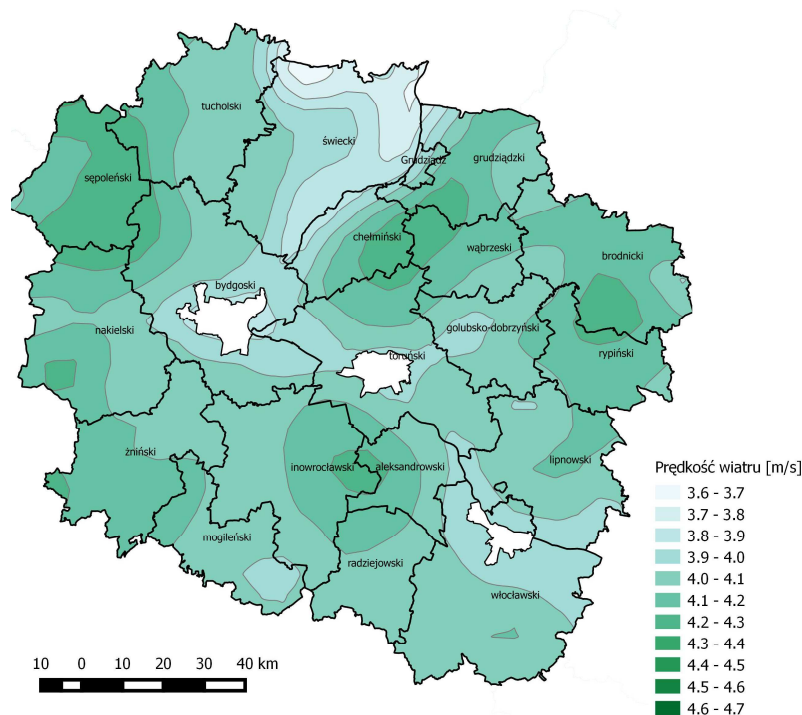 tucholski
świecki
Grudziądz
grudziądzki
sępoleński
chełmiński
wąbrzeski
brodnicki
bydgoski
nakielski
golubsko-dobrzyński
toruński
rypiński
żniński
inowrocławski
aleksandrowski
lipnowski
mogileński
radziejowski
włocławski
Prędkość wiatru [m/s]
3.6 - 3.7
3.7 - 3.8
3.8 - 3.9
3.9 - 4.0
4.0 - 4.1
4.1 - 4.2
4.2 - 4.3
4.3 - 4.4
4.4 - 4.5
4.5 - 4.6
4.6 - 4.7
10 0 10 20 30 40 km